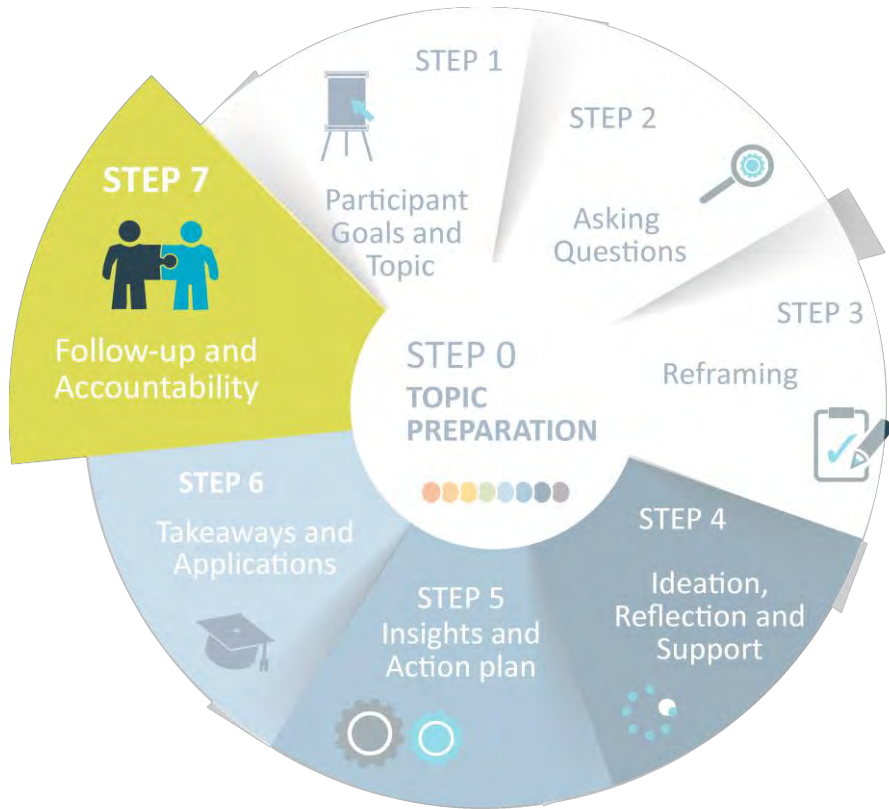 STEP 1
Participant
Goals and
Topic
STEP 2
Asking
Questions
STEP 3
Reframing
STEP 4
Ideation,
Reflection and
Support
STEP 5
Insights and
Action plan
STEP 6
Takeaways and
Applications
STEP 7
Follow-up and
Accountability
STEP 0
TOPIC
PREPARATION